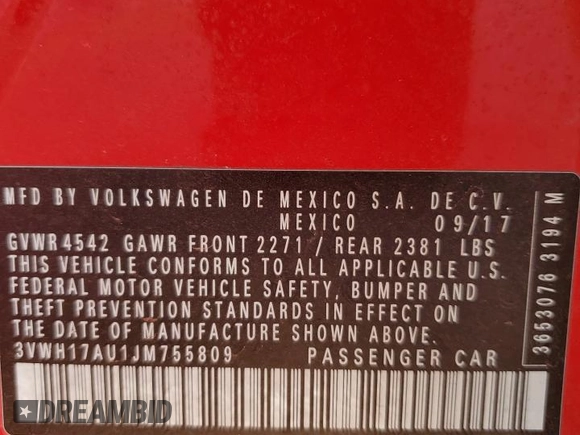 MFD BY VOLKSWAGEN DE MEXICO S.A. DE C.V.
MEXICO 09/17
GVWR4542 GAWR FRONT 2271 / REAR 2381 LBS
THIS VEHICLE CONFORMS TO ALL APPLICABLE U.S.
FEDERAL MOTOR VEHICLE SAFETY, BUMPER AND
THEFT PREVENTION STANDARDS IN EFFECT ON
THE DATE OF MANUFACTURE SHOWN ABOVE.
3VWH17AU1JM755809 PASSENGER CAR
3653076 3194 M
DREAMBID